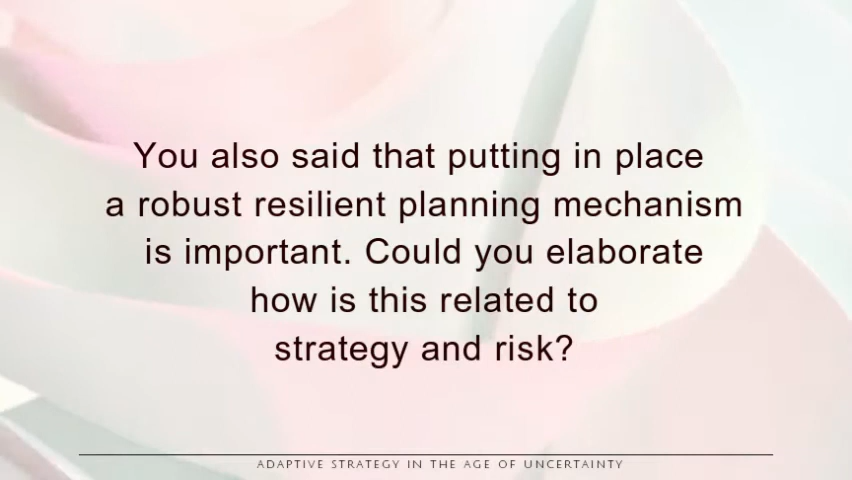 You also said that putting in place
a robust resilient planning mechanism
is important. Could you elaborate
how is this related to
strategy and risk?
ADAPTIVE STRATEGY IN THE AGE OF UNCERTAINTY